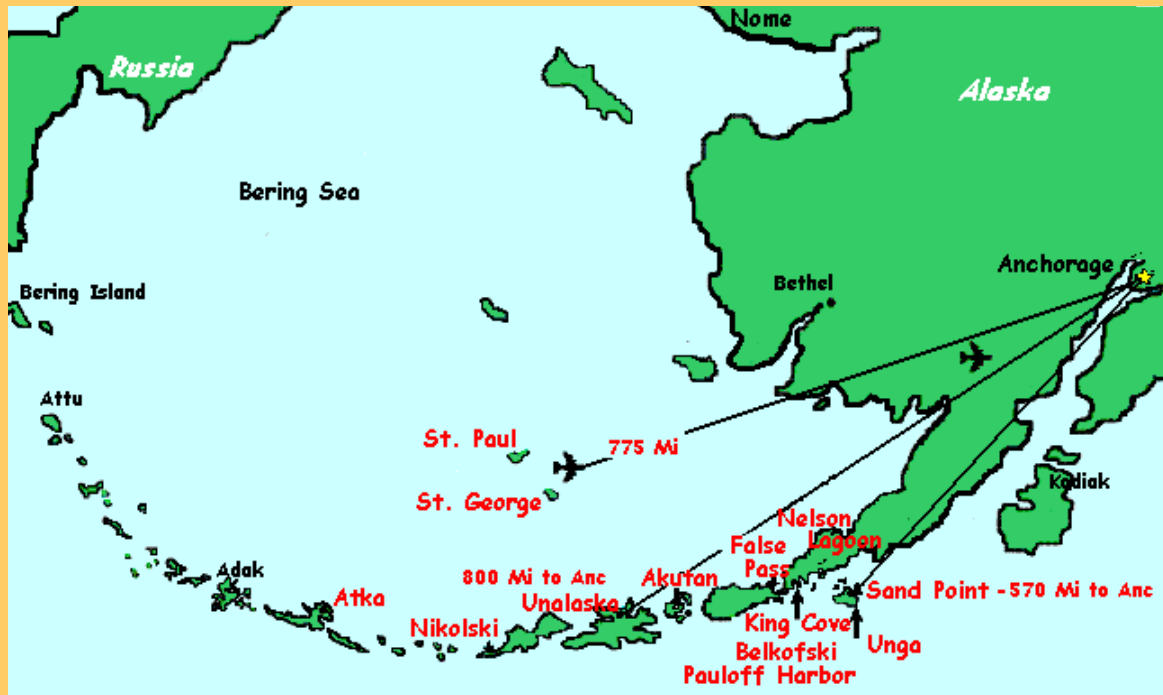 Nome
Russia
Alaska
Bering Sea
Anchorage
Bethel
Bering Island
Attu
St. Paul
775 Mi
Kodiak
St. George
Nelson
Lagoon
False
Pass
Adak
800 Mi to Anc
Akutan
Atka
Unalaska
Sand Point - 570 Mi to Anc
Nikolski
King Cove
Unga
Belkofski
Pauloff Harbor